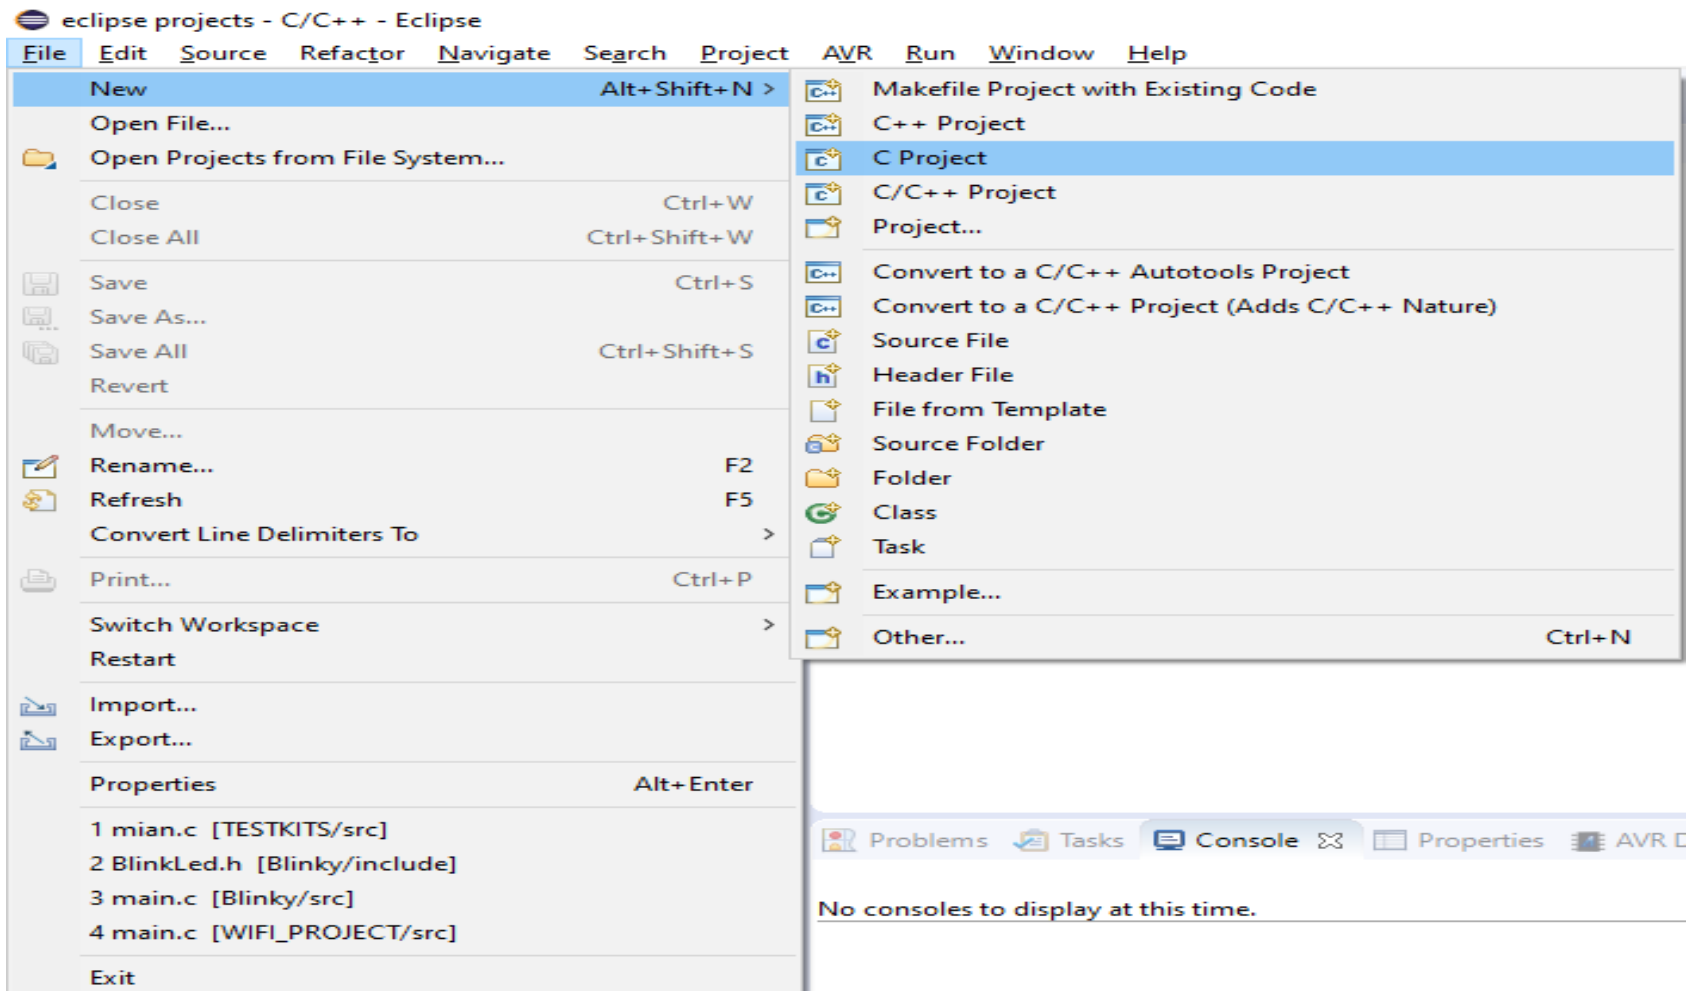 eclipse projects - C/C++ - Eclipse
File Edit Source Refactor Navigate Search Project AVR Run Window Help
New Alt+Shift+N >
Open File...
Open Projects from File System...
Close Ctrl+W
Close All Ctrl+Shift+W
Save Ctrl+S
Save As...
Save All Ctrl+Shift+S
Revert
Move...
Rename... F2
Refresh F5
Convert Line Delimiters To >
Print... Ctrl+P
Switch Workspace >
Restart
Import...
Export...
Properties Alt+Enter
1 mian.c [TESTKITS/src]
2 BlinkLed.h [Blinky/include]
3 main.c [Blinky/src]
4 main.c [WIFI_PROJECT/src]
Exit
Makefile Project with Existing Code
C++ Project
C Project
C/C++ Project
Project...
Convert to a C/C++ Autotools Project
Convert to a C/C++ Project (Adds C/C++ Nature)
Source File
Header File
File from Template
Source Folder
Folder
Class
Task
Example...
Other... Ctrl+N
Problems Tasks Console Properties AVR D
No consoles to display at this time.